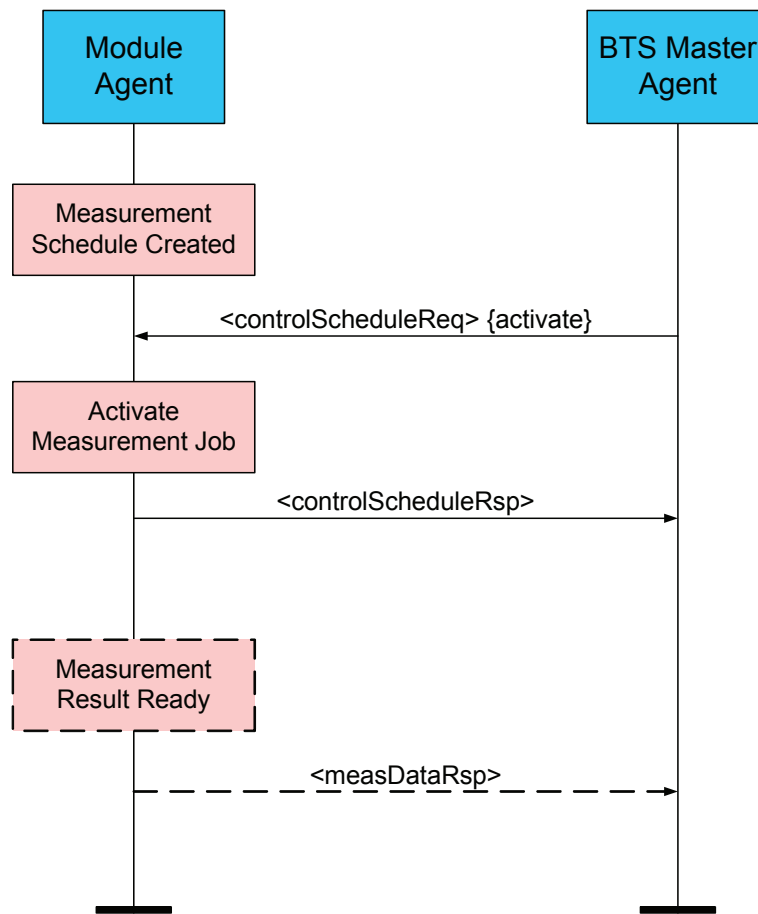 Module
Agent
BTS Master
Agent
Measurement
Schedule Created
<controlScheduleReq> {activate}
Activate
Measurement Job
<controlScheduleRsp>
Measurement
Result Ready
<measDataRsp>